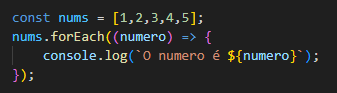 const nums = [1,2,3,4,5];
nums.forEach((numero) => {
    console.log(`O numero é ${numero}`);
});